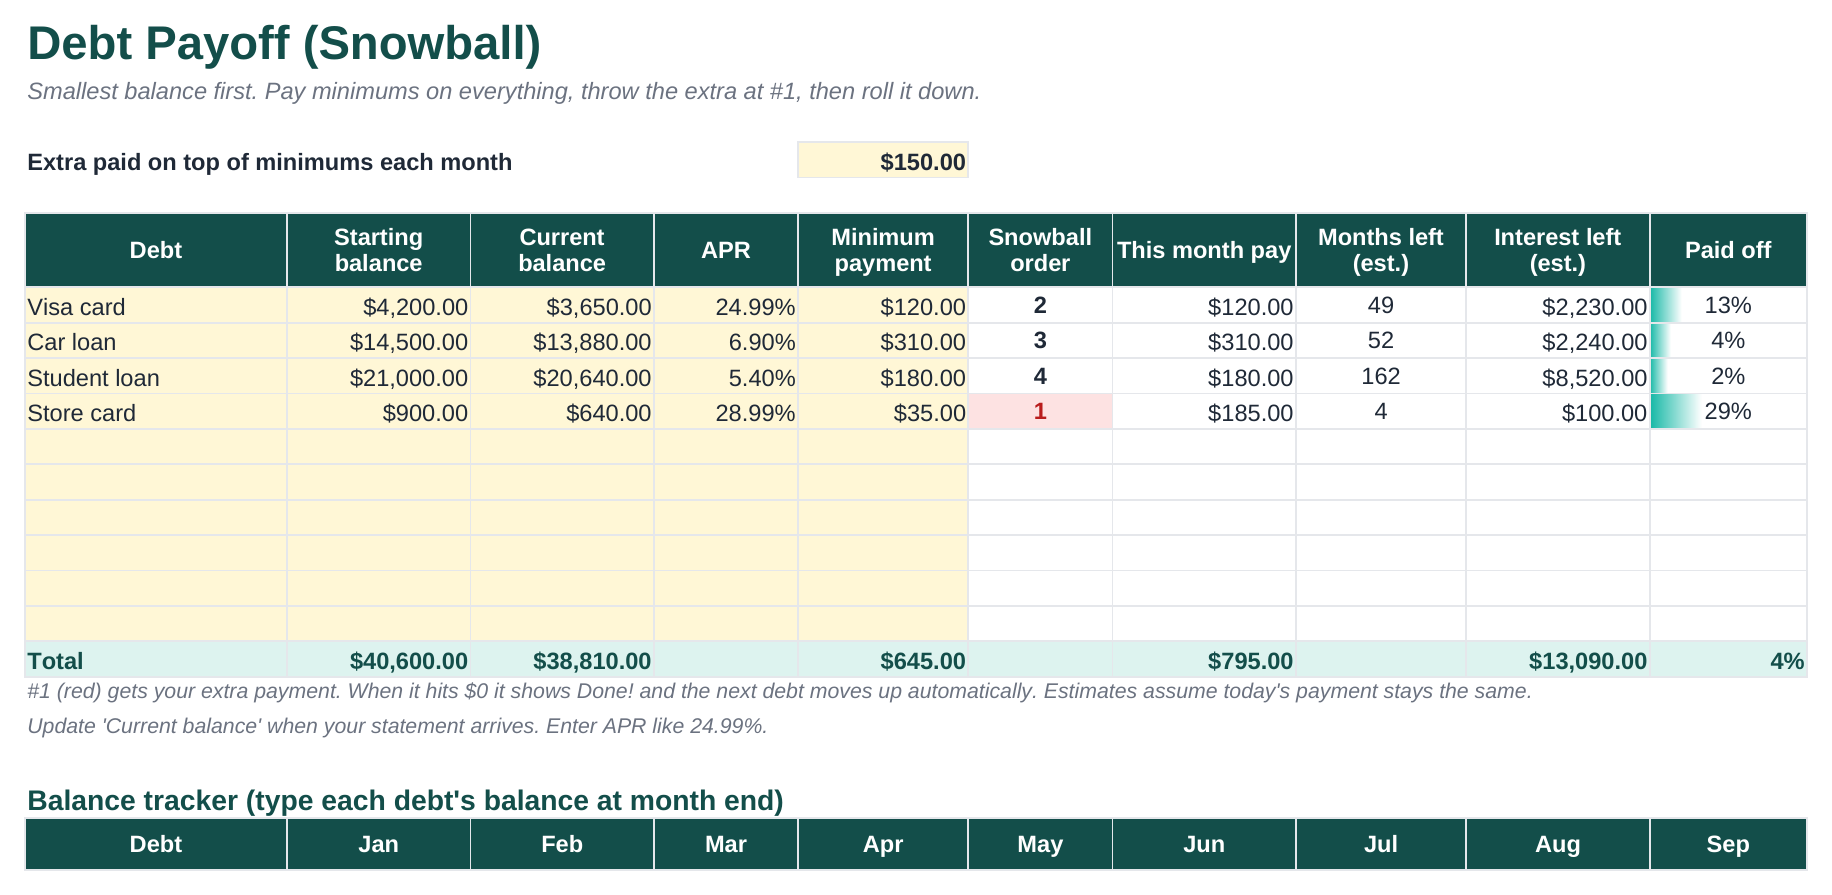 Debt Payoff (Snowball)
Smallest balance first. Pay minimums on everything, throw the extra at #1, then roll it down.
Extra paid on top of minimums each month $150.00
Debt Starting balance Current balance APR Minimum payment Snowball order This month pay Months left (est.) Interest left (est.) Paid off
Visa card $4,200.00 $3,650.00 24.99% $120.00 2 $120.00 49 $2,230.00 13%
Car loan $14,500.00 $13,880.00 6.90% $310.00 3 $310.00 52 $2,240.00 4%
Student loan $21,000.00 $20,640.00 5.40% $180.00 4 $180.00 162 $8,520.00 2%
Store card $900.00 $640.00 28.99% $35.00 1 $185.00 4 $100.00 29%
Total $40,600.00 $38,810.00 $645.00 $795.00 $13,090.00 4%
#1 (red) gets your extra payment. When it hits $0 it shows Done! and the next debt moves up automatically. Estimates assume today's payment stays the same.
Update 'Current balance' when your statement arrives. Enter APR like 24.99%.
Balance tracker (type each debt's balance at month end)
Debt Jan Feb Mar Apr May Jun Jul Aug Sep